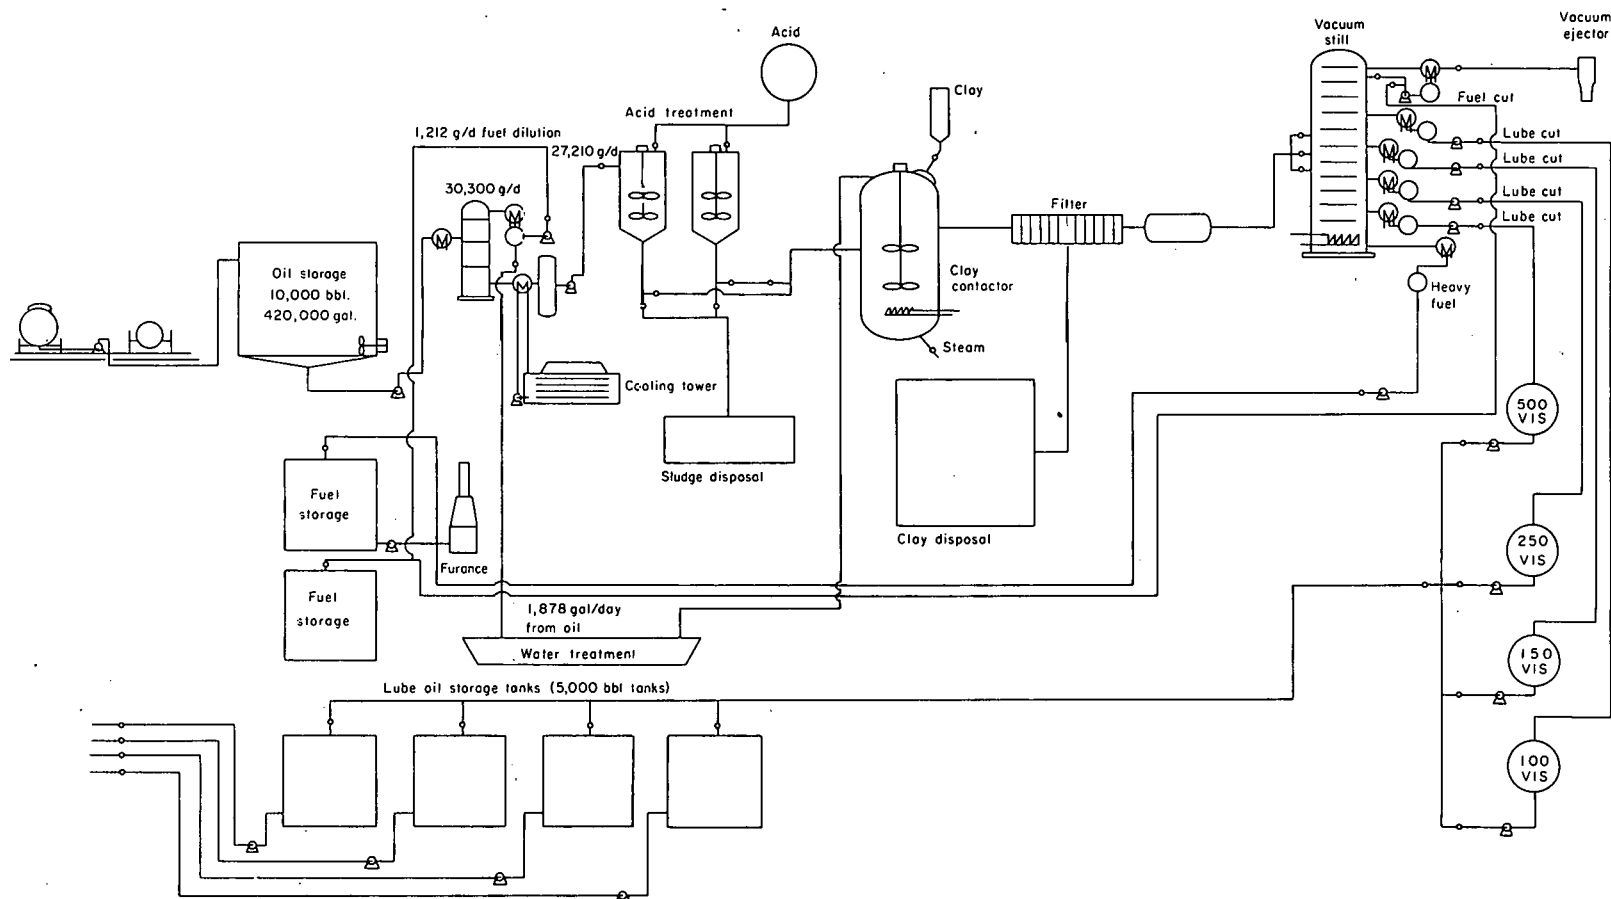 Vacuum
still
Vacuum
ejector
Acid
Clay
Fuel cut
Acid treatment
1,212 g/d fuel dilution
27,210 g/d
Lube cut
Lube cut
Lube cut
Lube cut
30,300 g/d
Filter
Oil storage
10,000 bbl.
420,000 gal.
Clay
contactor
Heavy
fuel
Steam
Cooling tower
500
VIS
Sludge disposal
Fuel
storage
Clay disposal
250
VIS
Furance
Fuel
storage
1,878 gal/day
from oil
Water treatment
150
VIS
Lube oil storage tanks (5,000 bbl tanks)
100
VIS